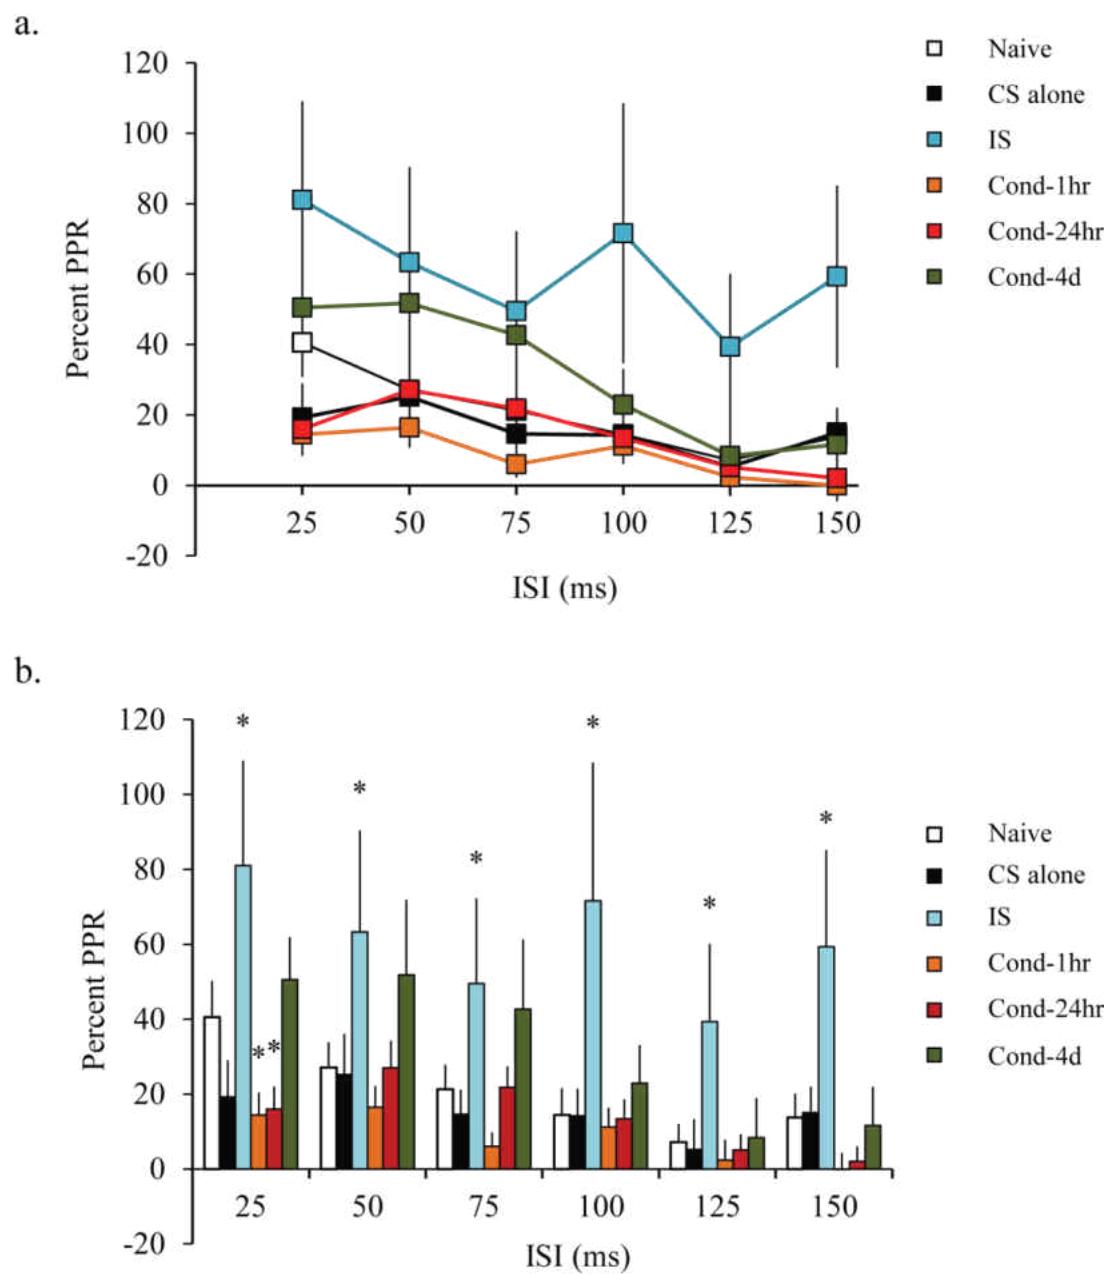 a.
120
100
80
60
40
20
0
-20
Percent PPR
25 50 75 100 125 150
ISI (ms)
Naive
CS alone
IS
Cond-1hr
Cond-24hr
Cond-4d
b.
120
100
80
60
40
20
0
-20
Percent PPR
* *
*
*
*
*
* *
25 50 75 100 125 150
ISI (ms)
Naive
CS alone
IS
Cond-1hr
Cond-24hr
Cond-4d